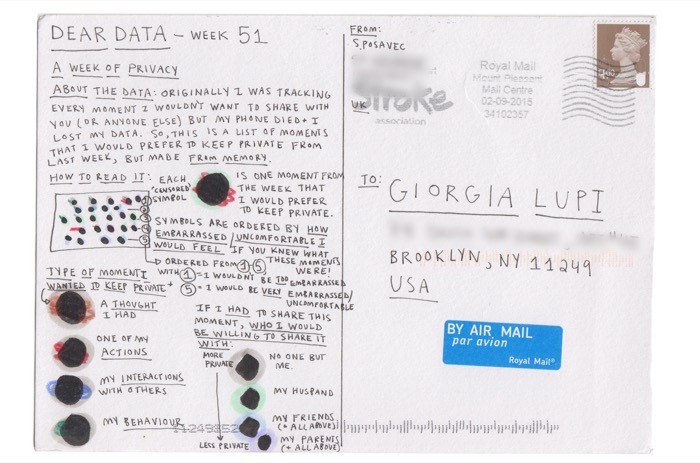 DEAR DATA - WEEK 51
A WEEK OF PRIVACY
ABOUT THE DATA: ORIGINALLY I WAS TRACKING
EVERY MOMENT I WOULDN'T WANT TO SHARE WITH
YOU (OR ANYONE ELSE) BUT MY PHONE DIED + I
LOST MY DATA. SO, THIS IS A LIST OF MOMENTS
THAT I WOULD PREFER TO KEEP PRIVATE FROM
LAST WEEK, BUT MADE FROM MEMORY.
HOW TO READ IT:
EACH
"CENSORED"
SYMBOL
IS ONE MOMENT FROM
THE WEEK THAT
I WOULD PREFER
TO KEEP PRIVATE.
1
2
3
4
5
SYMBOLS ARE ORDERED BY HOW
EMBARRASSED/UNCOMFORTABLE I
WOULD FEEL IF YOU KNEW WHAT
THESE MOMENTS
WERE!
ORDERED FROM 1-5
WITH 1 = I WOULDN'T BE TOO EMBARRASSED
+ 5 = I WOULD BE VERY EMBARRASSED/
UNCOMFORTABLE
TYPE OF MOMENT I
WANTED TO KEEP PRIVATE
A THOUGHT
I HAD
ONE OF MY
ACTIONS
MY INTERACTIONS
WITH OTHERS
MY BEHAVIOUR
IF I HAD TO SHARE THIS
MOMENT, WHO I WOULD
BE WILLING TO SHARE IT
WITH:
MORE
PRIVATE
NO ONE BUT
ME.
MY HUSBAND
MY FRIENDS
(+ ALL ABOVE)
MY PARENTS
(+ ALL ABOVE)
LESS PRIVATE
FROM:
S. POSAVEC
UK
Stroke
association
Royal Mail
Mount Pleasant
Mail Centre
02-09-2015
34102357
TO:
GIORGIA LUPI
BROOKLYN, NY 11249
USA
BY AIR MAIL
par avion
Royal Mail®